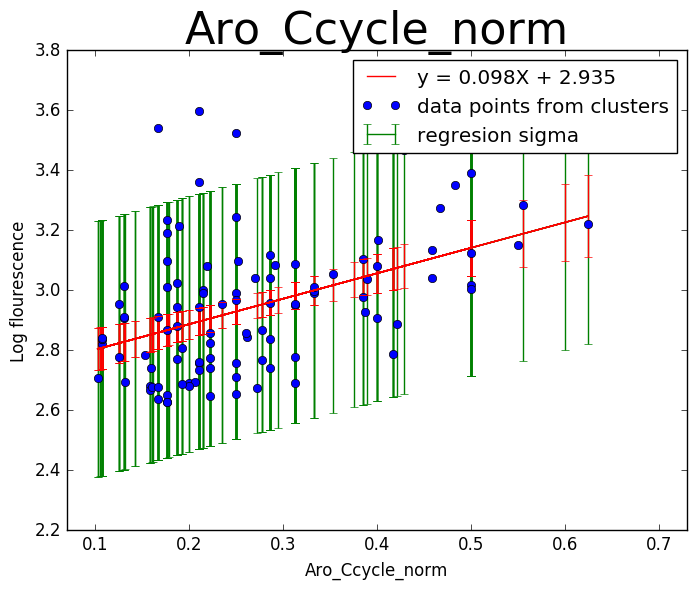 Aro_Ccycle_norm
y = 0.098X + 2.935
data points from clusters
regresion sigma
3.8
3.6
3.4
3.2
3.0
2.8
2.6
2.4
2.2
Log flourescence
0.1 0.2 0.3 0.4 0.5 0.6 0.7
Aro_Ccycle_norm